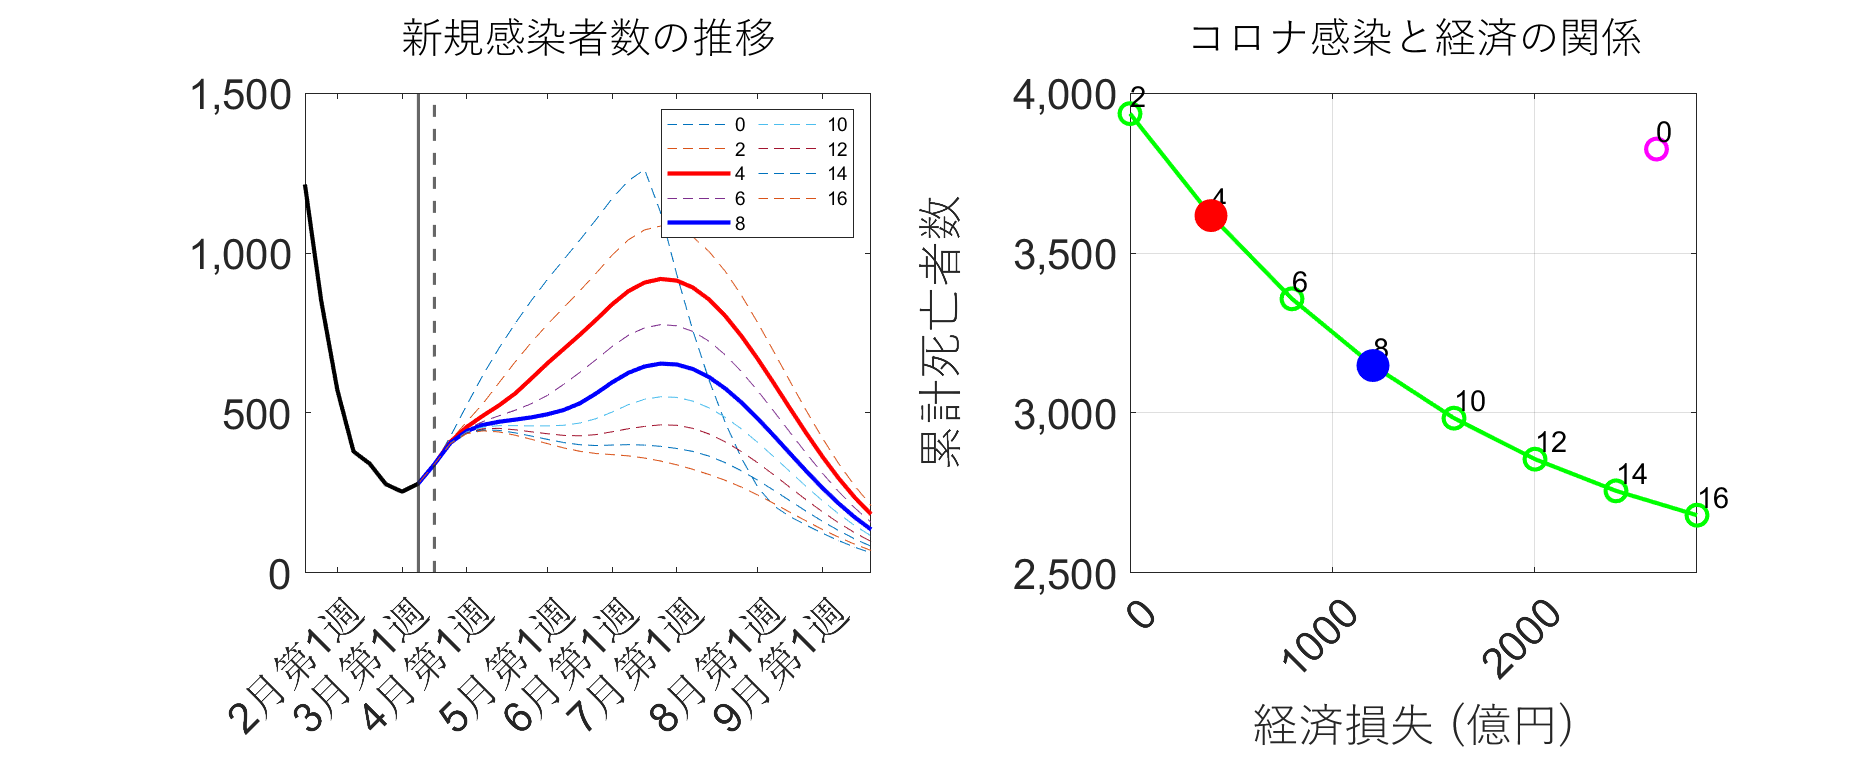 新規感染者数の推移
1,500
1,000
500
0
0
2
4
6
8
10
12
14
16
2月第1週
3月第1週
4月第1週
5月第1週
6月第1週
7月第1週
8月第1週
9月第1週
コロナ感染と経済の関係
累計死亡者数
4,000
3,500
3,000
2,500
2
4
6
8
10
12
14
16
0
0
1000
2000
経済損失 (億円)